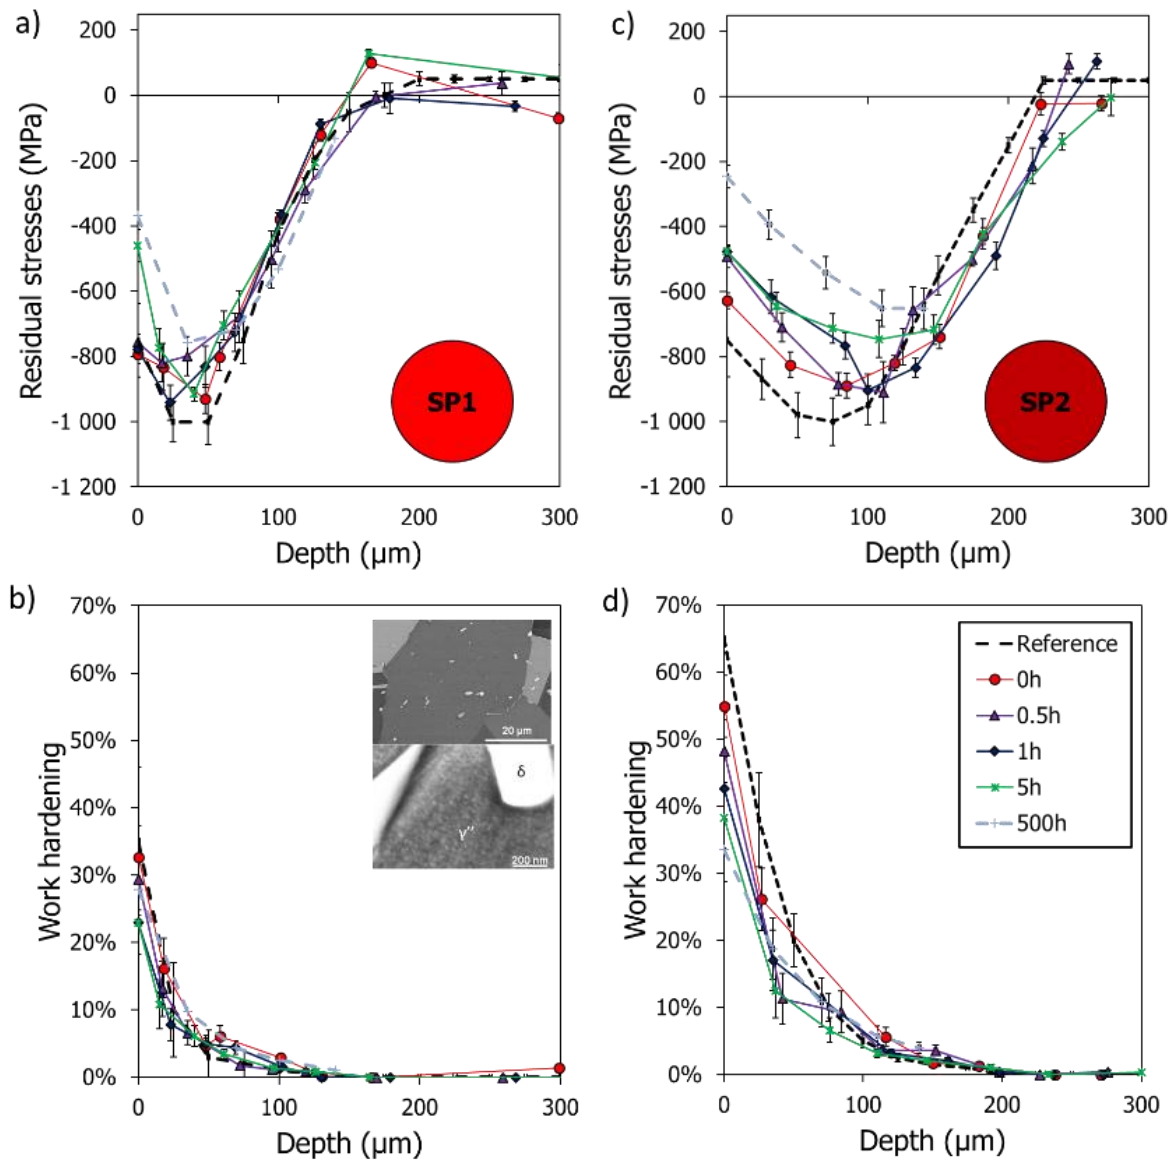 a)
200
0
-200
-400
-600
-800
-1 000
-1 200
Residual stresses (MPa)
SP1
0 100 200 300
Depth (µm)
c)
200
0
-200
-400
-600
-800
-1 000
-1 200
Residual stresses (MPa)
SP2
0 100 200 300
Depth (µm)
b)
70%
60%
50%
40%
30%
20%
10%
0%
Work hardening
20 µm
δ
γ''
200 nm
0 100 200 300
Depth (µm)
d)
70%
60%
50%
40%
30%
20%
10%
0%
Work hardening
Reference
0h
0.5h
1h
5h
500h
0 100 200 300
Depth (µm)